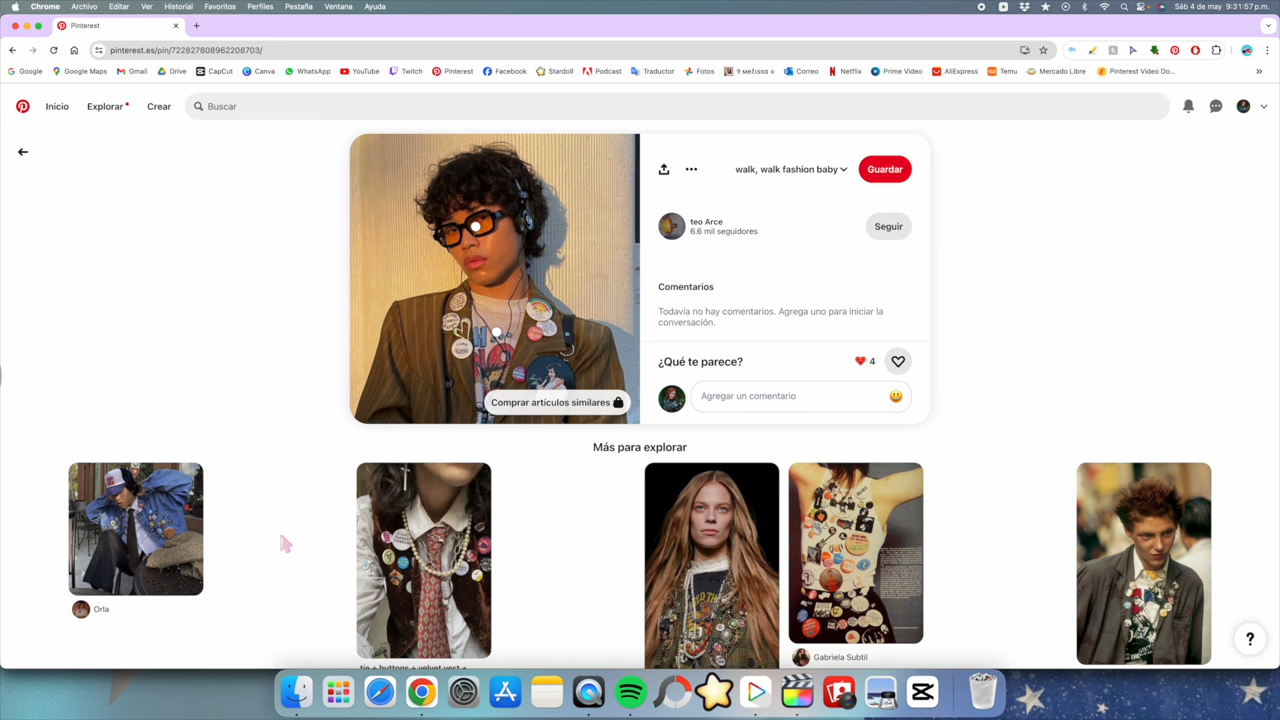 Chrome Archivo Editar Ver Historial Favoritos Perfiles Pestaña Ventana Ayuda Sáb 4 de may 9:31:57 p.m.
Pinterest
pinterest.es/pin/722827808962208703/
Google Google Maps Gmail Drive CapCut Canva WhatsApp YouTube Twitch Pinterest Facebook Stardoll Podcast Traductor Fotos Correo Netflix Prime Video AliExpress Temu Mercado Libre Pinterest Video Do...
Inicio Explorar Crear Buscar
walk, walk fashion baby Guardar
teo Arce
6.6 mil seguidores
Seguir
Comentarios
Todavía no hay comentarios. Agrega uno para iniciar la
conversación.
¿Qué te parece? 4
Agregar un comentario
Comprar artículos similares
Más para explorar
Orla
Gabriela Subtil
tie + buttons + velvet vest +
?